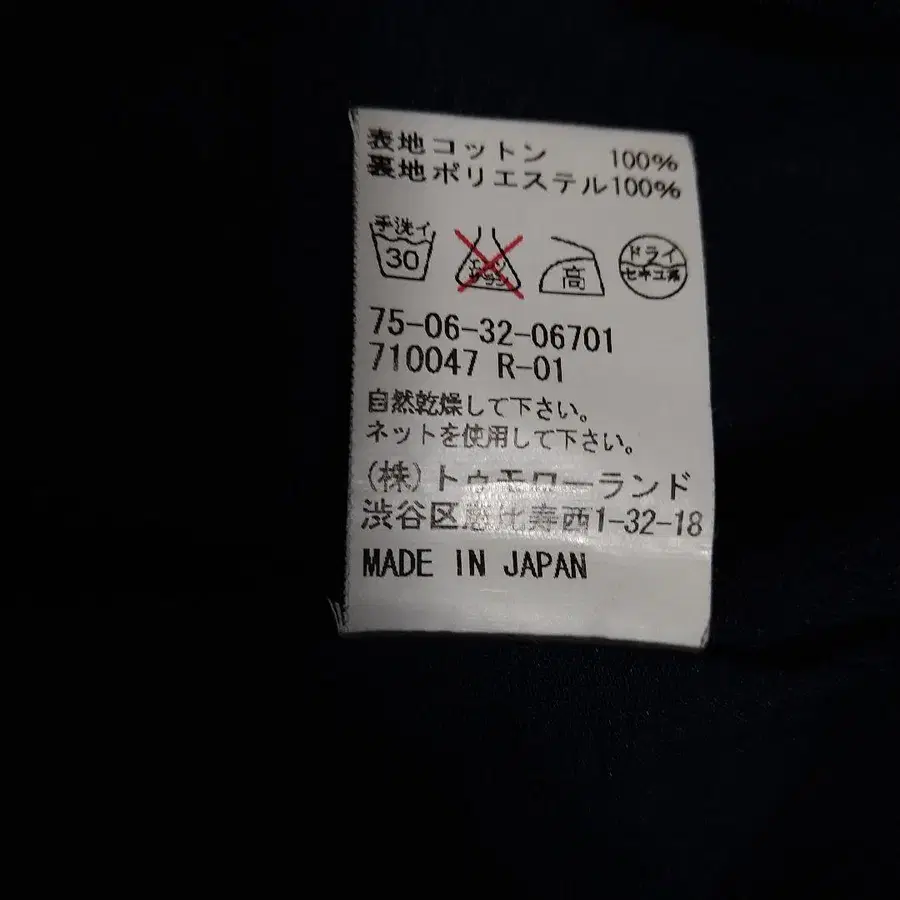 表地コットン 100%
裏地ポリエステル100%
手洗イ
30
高
ドライ
セキユ系
75-06-32-06701
710047 R-01
自然乾燥して下さい。
ネットを使用して下さい。
(株)トゥモローランド
渋谷区恵比寿西1-32-18
MADE IN JAPAN